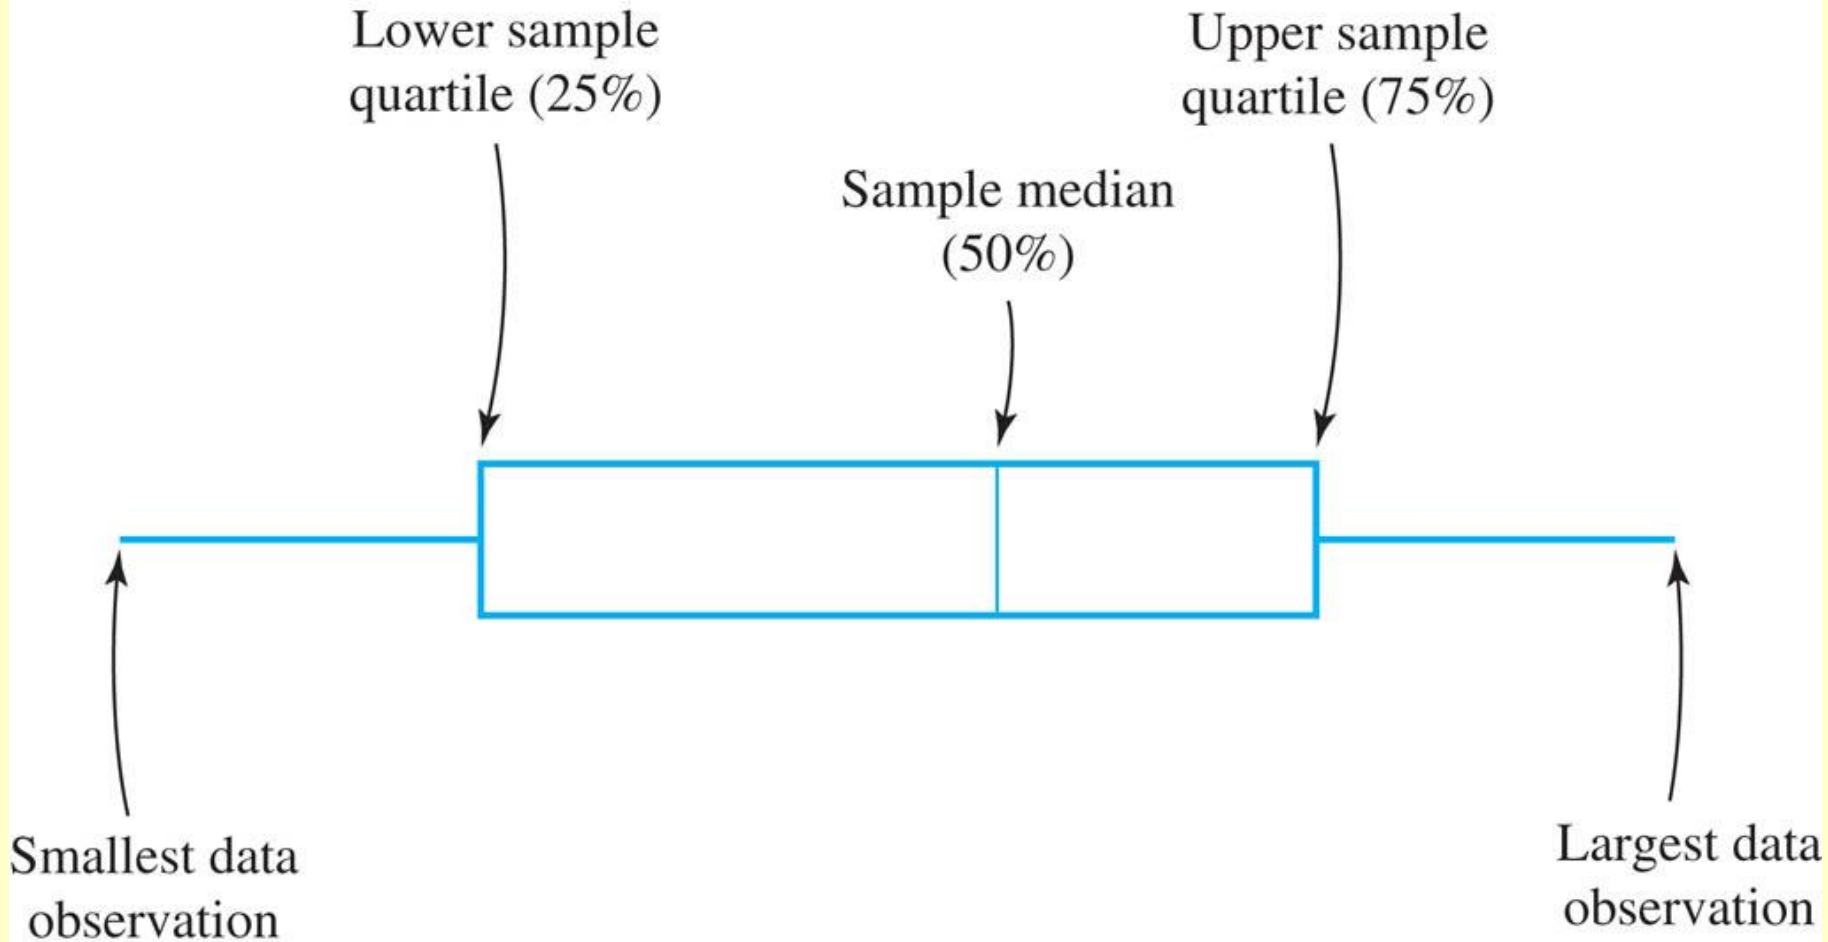 Lower sample
quartile (25%)
Upper sample
quartile (75%)
Sample median
(50%)
Smallest data
observation
Largest data
observation